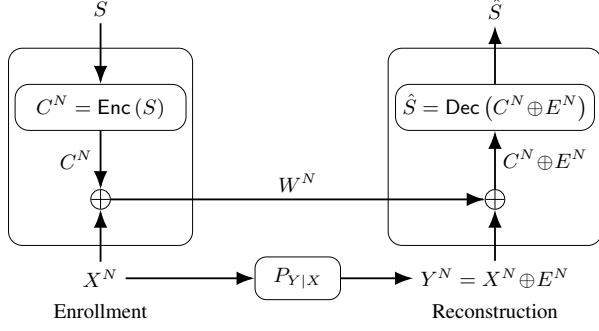 S
Ŝ
C^N = Enc (S)
Ŝ = Dec (C^N ⊕ E^N)
C^N
C^N ⊕ E^N
W^N
X^N
P_{Y|X}
Y^N = X^N ⊕ E^N
Enrollment
Reconstruction